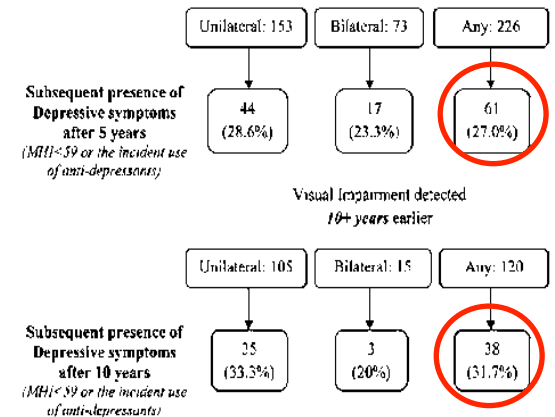 Unilateral: 153 Bilateral: 73 Any: 226
Subsequent presence of
Depressive symptoms
after 5 years
(MHI<59 or the incident use
of anti-depressants)
44 17 61
(28.6%) (23.3%) (27.0%)
Visual Impairment detected
10+ years earlier
Unilateral: 105 Bilateral: 15 Any: 120
Subsequent presence of
Depressive symptoms
after 10 years
(MHI<59 or the incident use
of anti-depressants)
35 3 38
(33.3%) (20%) (31.7%)